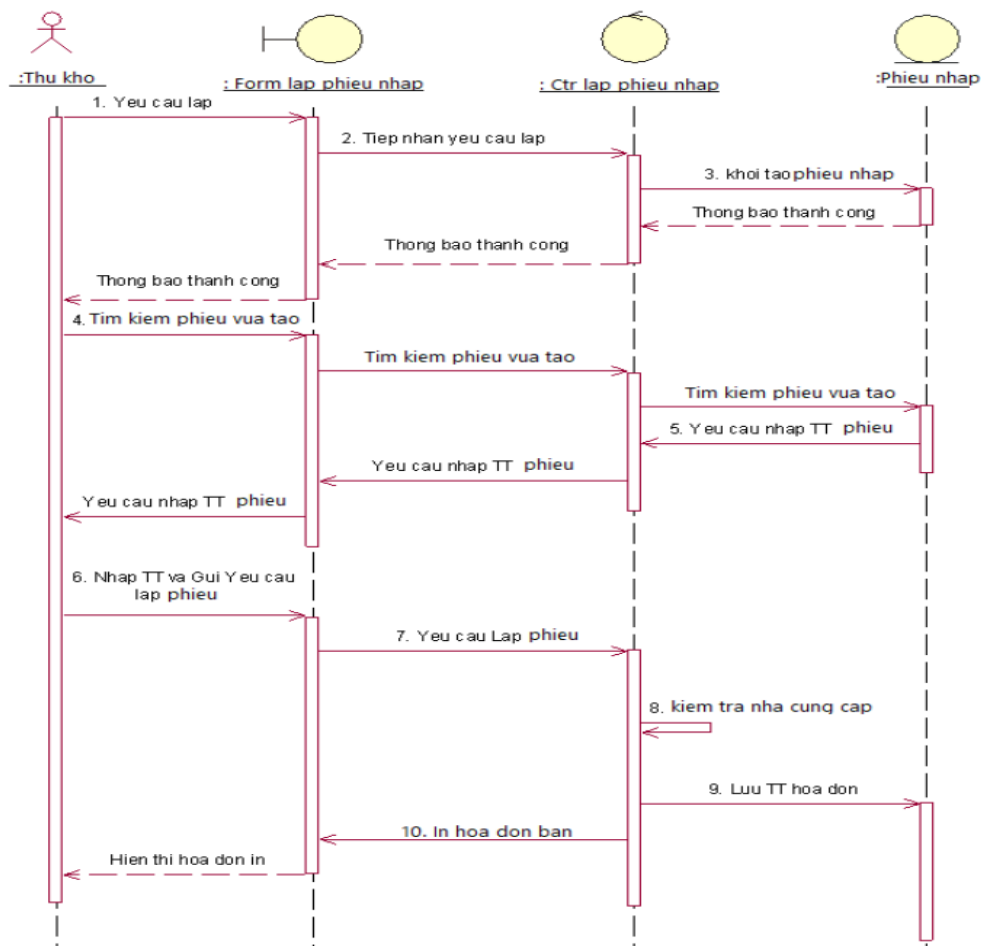 :Thu kho
: Form lap phieu nhap
: Ctr lap phieu nhap
:Phieu nhap
1. Yeu cau lap
2. Tiep nhan yeu cau lap
3. khoi tao phieu nhap
Thong bao thanh cong
Thong bao thanh cong
Thong bao thanh cong
4. Tim kiem phieu vua tao
Tim kiem phieu vua tao
Tim kiem phieu vua tao
5. Yeu cau nhap TT phieu
Yeu cau nhap TT phieu
Yeu cau nhap TT phieu
6. Nhap TT va Gui Yeu cau
lap phieu
7. Yeu cau Lap phieu
8. kiem tra nha cung cap
9. Luu TT hoa don
10. In hoa don ban
Hien thi hoa don in